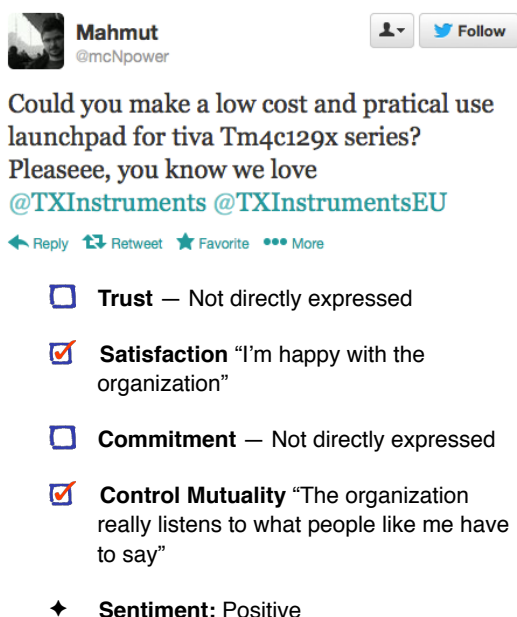 Mahmut
@mcNpower
Follow
Could you make a low cost and pratical use
launchpad for tiva Tm4c129x series?
Pleaseee, you know we love
@TXInstruments @TXInstrumentsEU
Reply Retweet Favorite More
Trust — Not directly expressed
Satisfaction “I’m happy with the
organization”
Commitment — Not directly expressed
Control Mutuality “The organization
really listens to what people like me have
to say”
Sentiment: Positive